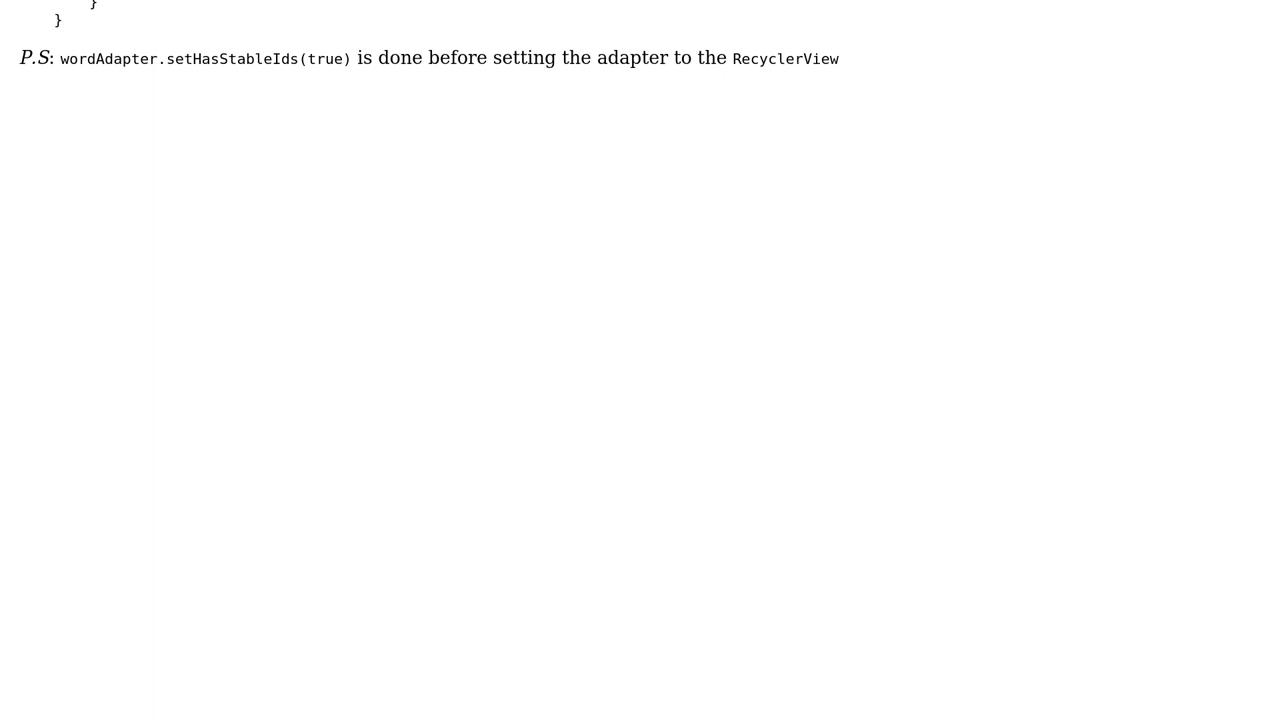 }
}
P.S: wordAdapter.setHasStableIds(true) is done before setting the adapter to the RecyclerView